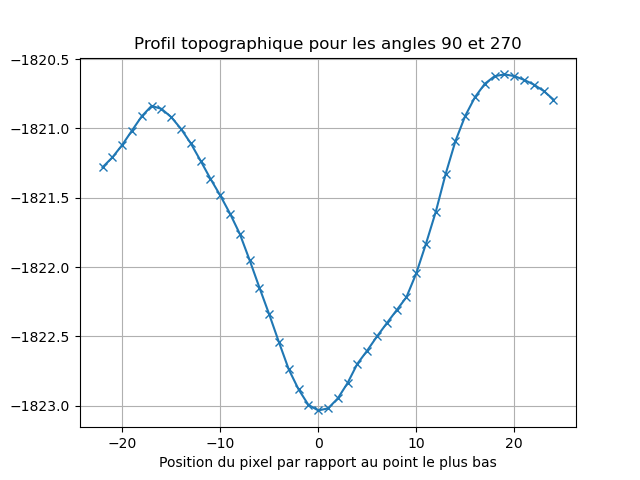 Profil topographique pour les angles 90 et 270
−1820.5
−1821.0
−1821.5
−1822.0
−1822.5
−1823.0
−20 −10 0 10 20
Position du pixel par rapport au point le plus bas